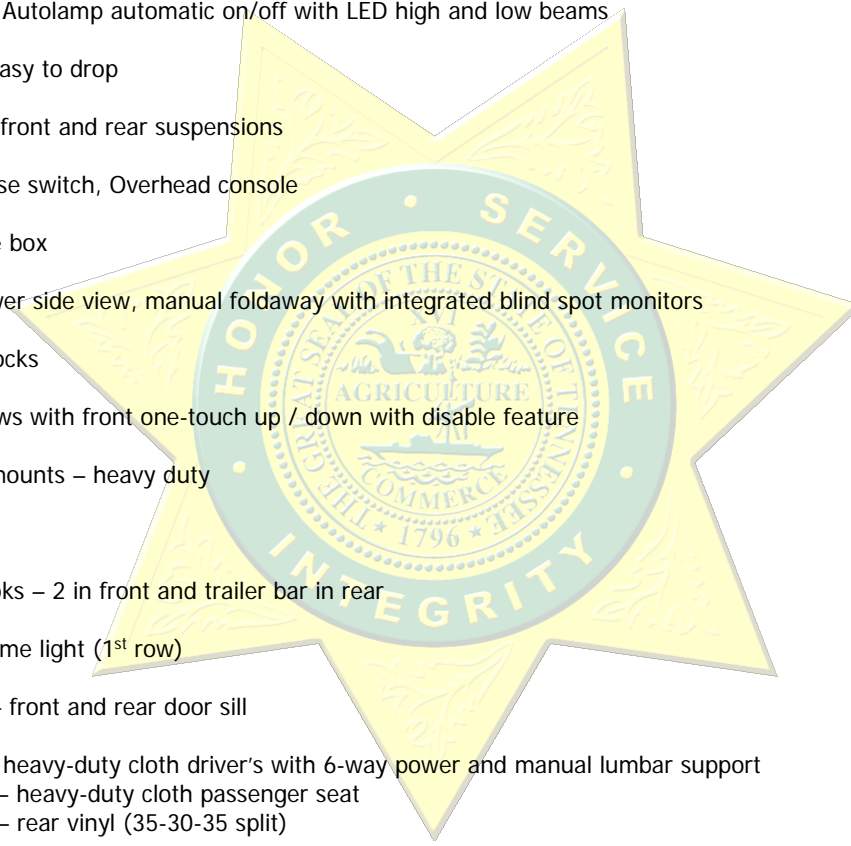 Autolamp automatic on/off with LED high and low beams
asy to drop
front and rear suspensions
se switch, Overhead console
box
wer side view, manual foldaway with integrated blind spot monitors
ocks
ws with front one-touch up / down with disable feature
mounts – heavy duty
oks – 2 in front and trailer bar in rear
me light (1st row)
front and rear door sill
heavy-duty cloth driver's with 6-way power and manual lumbar support
– heavy-duty cloth passenger seat
– rear vinyl (35-30-35 split)
HONOR • SERVICE • INTEGRITY •
THE GREAT SEAL OF THE STATE OF TENNESSEE
XVI
AGRICULTURE
COMMERCE
★ 1796 ★